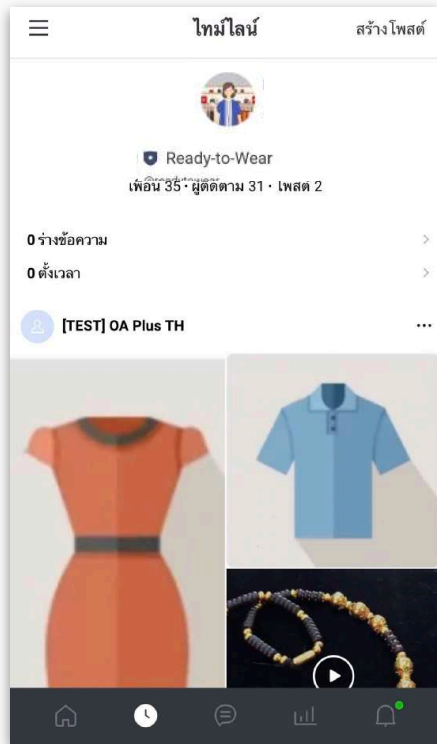 ไทม์ไลน์ สร้างโพสต์
Ready-to-Wear
เพื่อน 35 · ผู้ติดตาม 31 · โพสต์ 2
0 ร่างข้อความ
0 ตั้งเวลา
[TEST] OA Plus TH